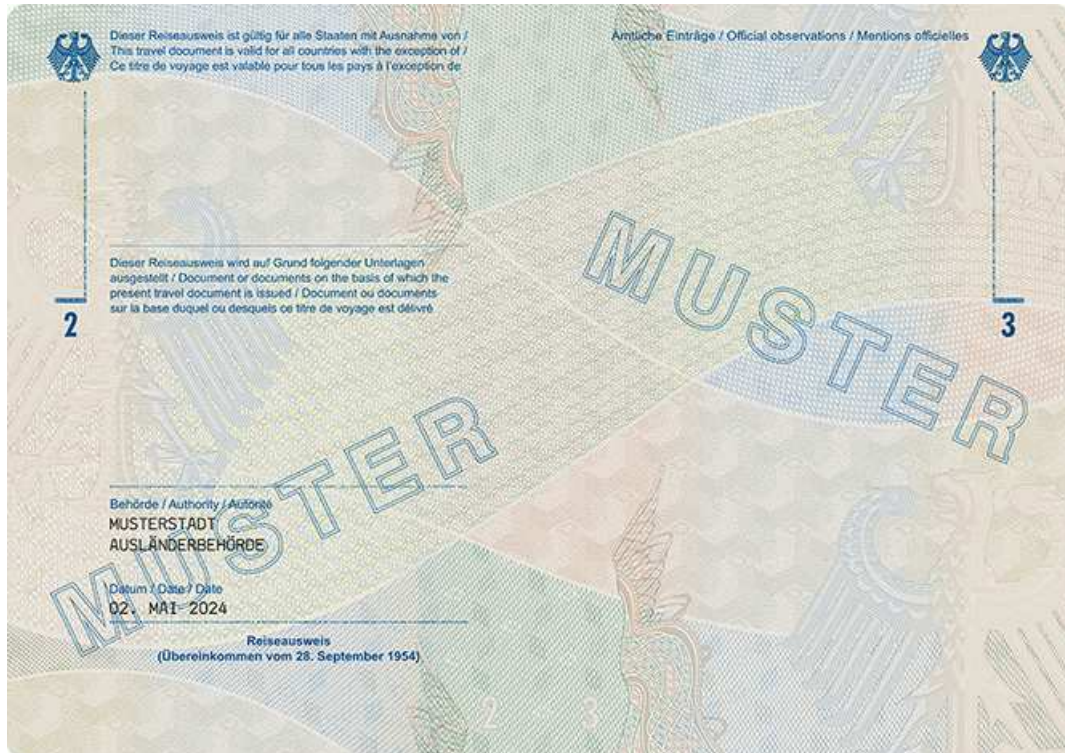 Dieser Reiseausweis ist gültig für alle Staaten mit Ausnahme von /
This travel document is valid for all countries with the exception of /
Ce titre de voyage est valable pour tous les pays à l'exception de
2
Dieser Reiseausweis wird auf Grund folgender Unterlagen
ausgestellt / Document or documents on the basis of which the
present travel document is issued / Document ou documents
sur la base duquel ou desquels ce titre de voyage est délivré
Behörde / Authority / Autorité
MUSTERSTADT
AUSLÄNDERBEHÖRDE
Datum / Date / Date
02. MAI 2024
Reiseausweis
(Übereinkommen vom 28. September 1954)
MUSTER
Amtliche Einträge / Official observations / Mentions officielles
3
MUSTER
2
3